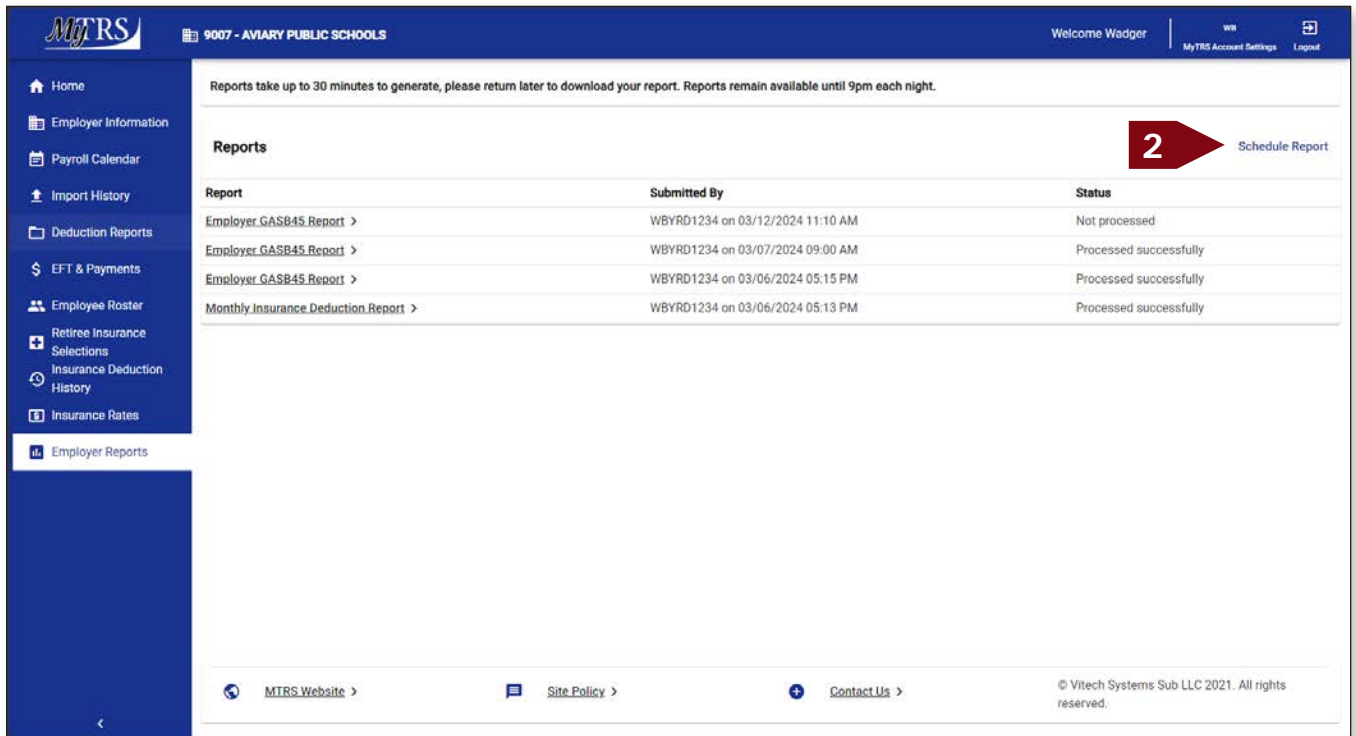 MyTRS
9007 - AVIARY PUBLIC SCHOOLS
Welcome Wadger
WB
MyTRS Account Settings
Logout
Home
Employer Information
Payroll Calendar
Import History
Deduction Reports
$ EFT & Payments
Employee Roster
Retiree Insurance
Selections
Insurance Deduction
History
Insurance Rates
Employer Reports
Reports take up to 30 minutes to generate, please return later to download your report. Reports remain available until 9pm each night.
Reports
2
Schedule Report
Report Submitted By Status
Employer GASB45 Report > WBYRD1234 on 03/12/2024 11:10 AM Not processed
Employer GASB45 Report > WBYRD1234 on 03/07/2024 09:00 AM Processed successfully
Employer GASB45 Report > WBYRD1234 on 03/06/2024 05:15 PM Processed successfully
Monthly Insurance Deduction Report > WBYRD1234 on 03/06/2024 05:13 PM Processed successfully
MTRS Website >
Site Policy >
Contact Us >
© Vitech Systems Sub LLC 2021. All rights
reserved.